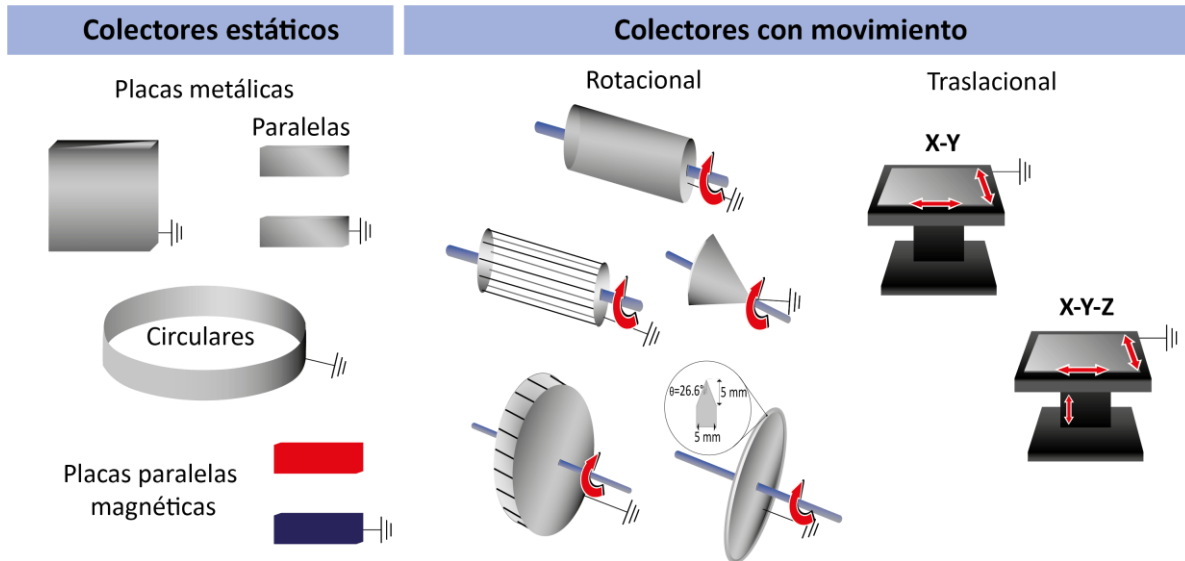 Colectores estáticos
Colectores con movimiento
Placas metálicas
Paralelas
Circulares
Placas paralelas
magnéticas
Rotacional
θ=26.6°
5 mm
5 mm
Traslacional
X-Y
X-Y-Z